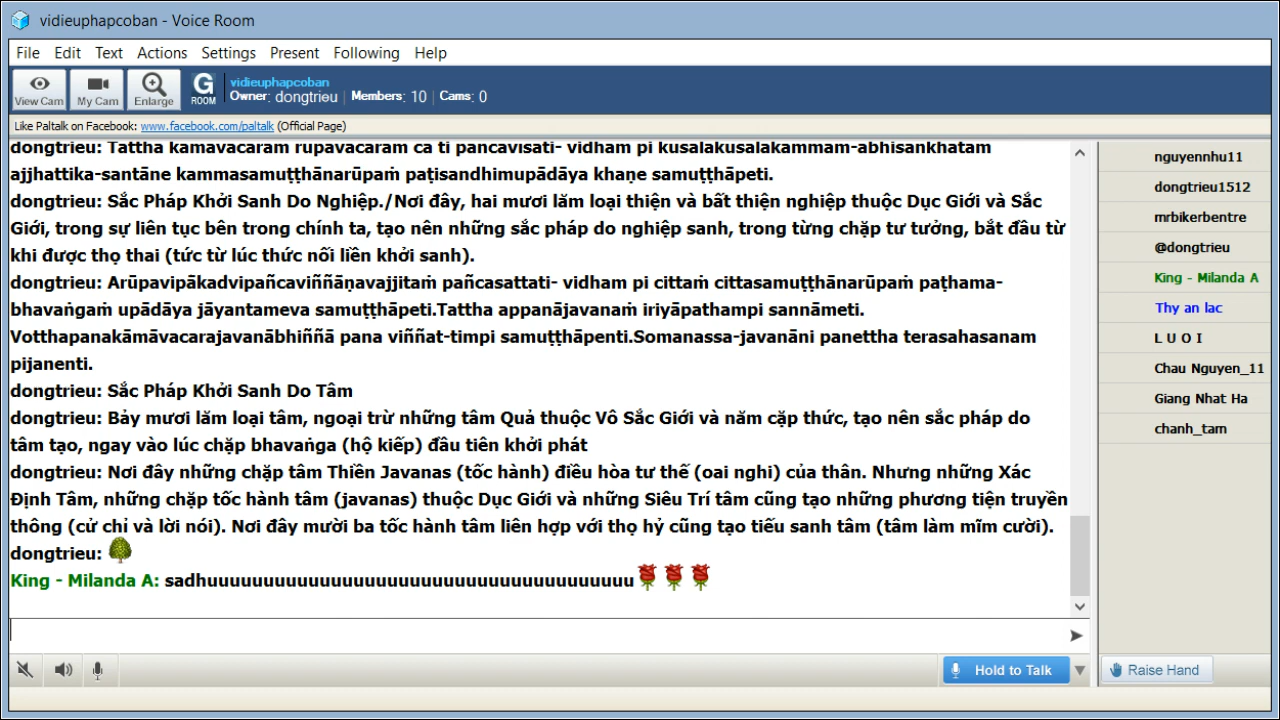 vidieuphapcoban - Voice Room
File Edit Text Actions Settings Present Following Help
View Cam My Cam Enlarge G ROOM
vidieuphapcoban
Owner: dongtrieu | Members: 10 | Cams: 0
Like Paltalk on Facebook: www.facebook.com/paltalk (Official Page)
dongtrieu: Tattha kāmāvacaraṁ rūpāvacaraṁ cā ti pañcavīsati- vidham pi kusalākusalakammam-abhisaṅkhataṁ
ajjhattika-santāne kammasamuṭṭhānarūpaṁ paṭisandhimupādāya khaṇe samuṭṭhāpeti.
dongtrieu: Sắc Pháp Khởi Sanh Do Nghiệp./Nơi đây, hai mươi lăm loại thiện và bất thiện nghiệp thuộc Dục Giới và Sắc
Giới, trong sự liên tục bên trong chính ta, tạo nên những sắc pháp do nghiệp sanh, trong từng chặp tư tưởng, bắt đầu từ
khi được thọ thai (tức từ lúc thức nối liền khởi sanh).
dongtrieu: Arūpavipākadvipañcaviññāṇavajjitaṁ pañcasattati- vidham pi cittaṁ cittasamuṭṭhānarūpaṁ paṭhama-
bhavaṅgaṁ upādāya jāyantameva samuṭṭhāpeti.Tattha appanājavanaṁ iriyāpathampi sannāmeti.
Votthapanakāmāvacarajavanābhiññā pana viññat-timpi samuṭṭhāpenti.Somanassa-javanāni panettha terasahasanam
pijanenti.
dongtrieu: Sắc Pháp Khởi Sanh Do Tâm
dongtrieu: Bảy mươi lăm loại tâm, ngoại trừ những tâm Quả thuộc Vô Sắc Giới và năm cặp thức, tạo nên sắc pháp do
tâm tạo, ngay vào lúc chặp bhavaṅga (hộ kiếp) đầu tiên khởi phát
dongtrieu: Nơi đây những chặp tâm Thiền Javanas (tốc hành) điều hòa tư thế (oai nghi) của thân. Nhưng những Xác
Định Tâm, những chặp tốc hành tâm (javanas) thuộc Dục Giới và những Siêu Trí tâm cũng tạo những phương tiện truyền
thông (cử chỉ và lời nói). Nơi đây mười ba tốc hành tâm liên hợp với thọ hỷ cũng tạo tiếu sanh tâm (tâm làm mĩm cười).
dongtrieu:
King - Milanda A: sadhuuuuuuuuuuuuuuuuuuuuuuuuuuuuuuuuuuuuuu
nguyennhu11
dongtrieu1512
mrbikerbentre
@dongtrieu
King - Milanda A
Thy an lac
L U O I
Chau Nguyen_11
Giang Nhat Ha
chanh_tam
Hold to Talk
Raise Hand